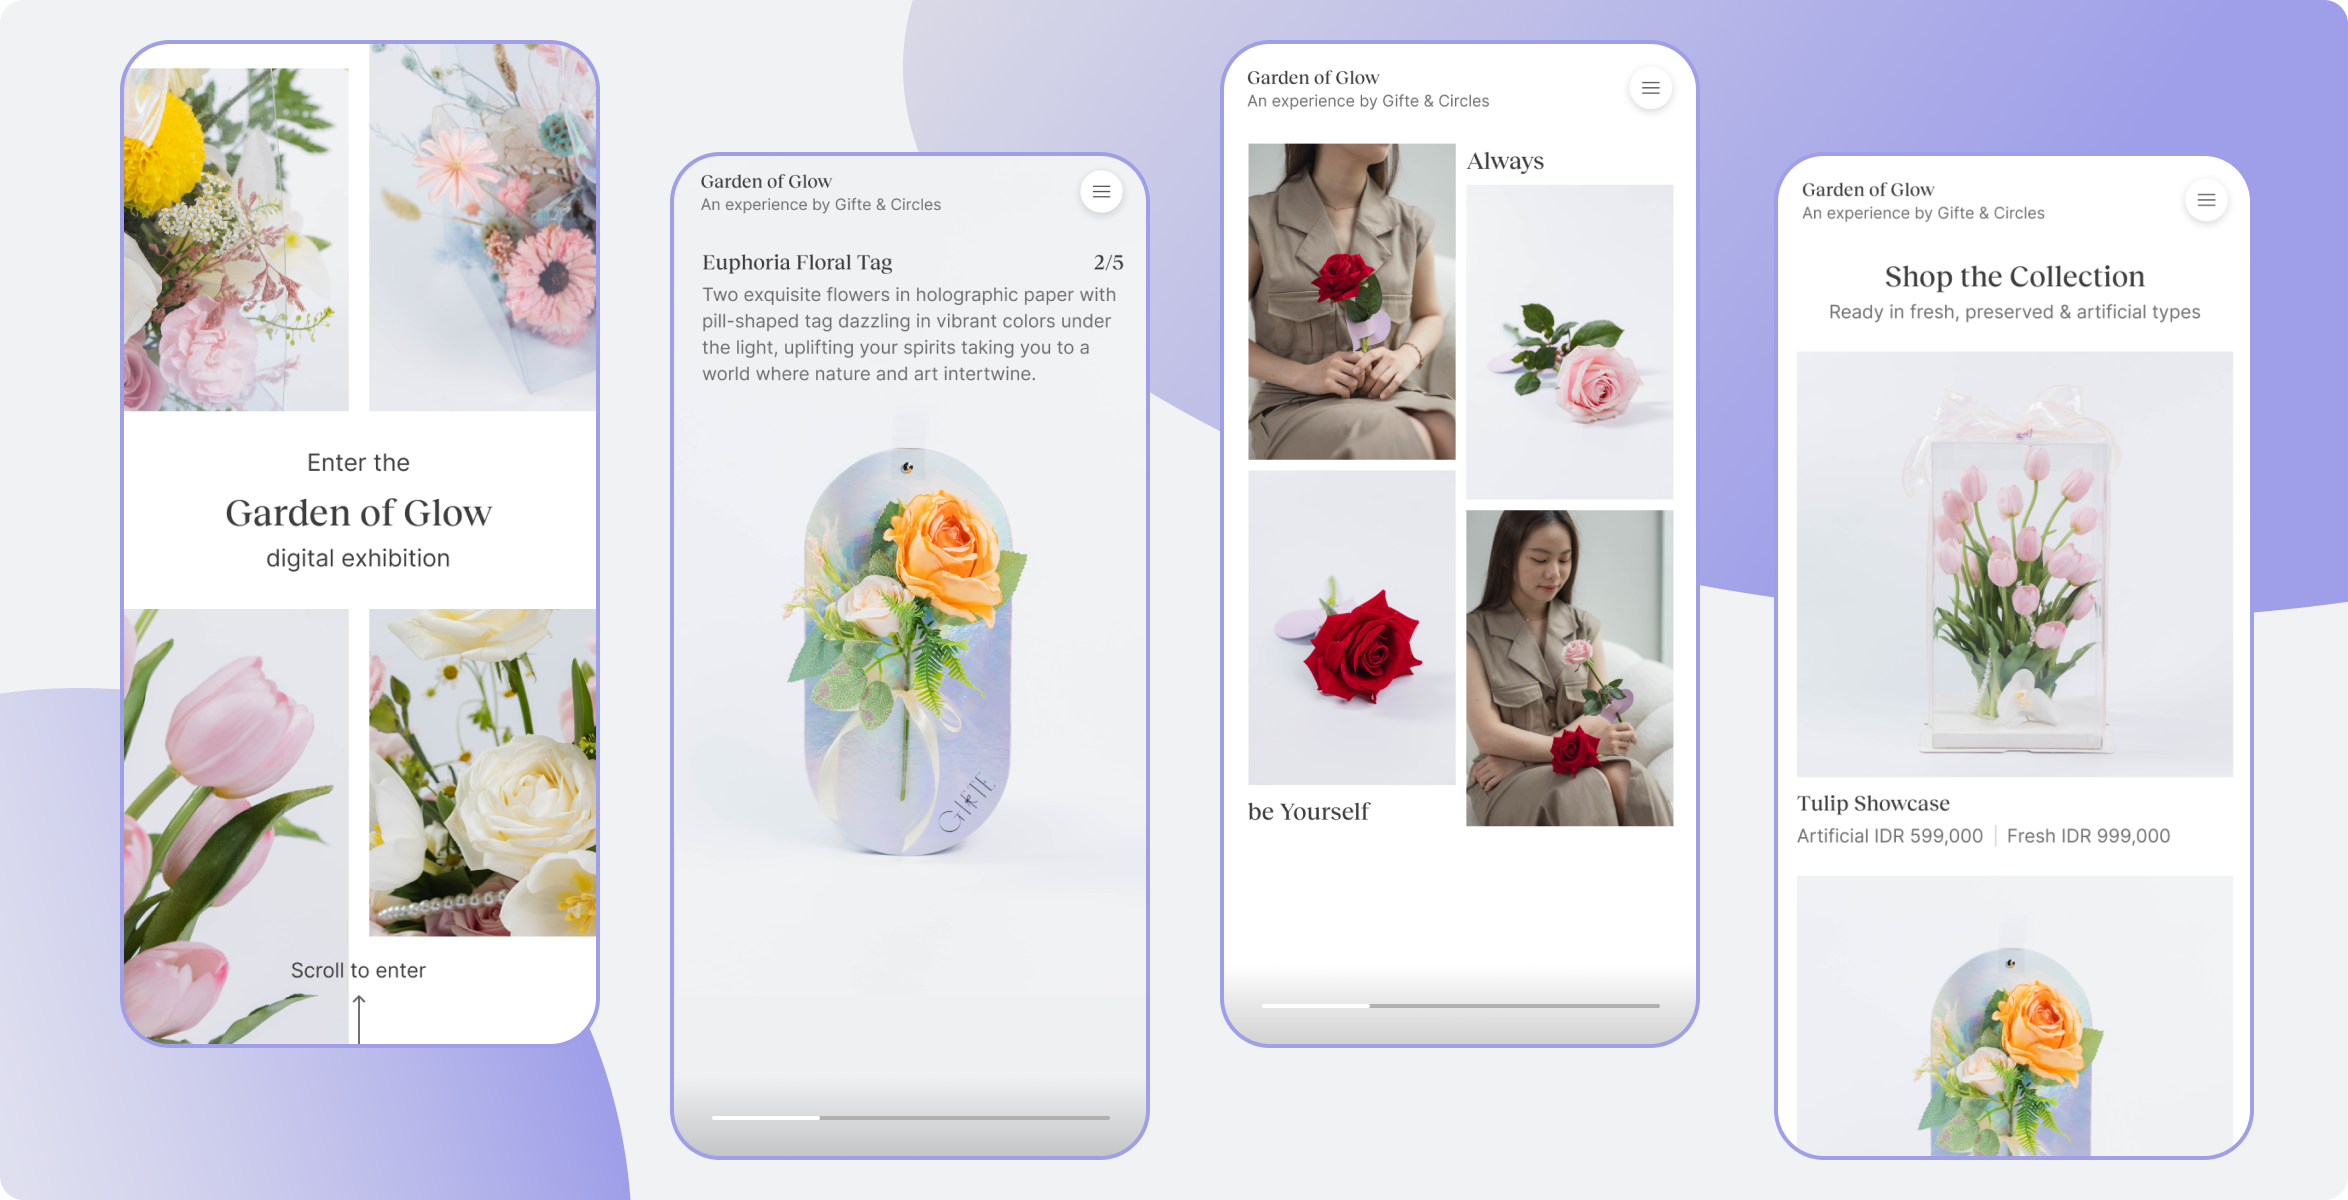 Enter the
Garden of Glow
digital exhibition
Scroll to enter
Garden of Glow
An experience by Gifte & Circles
Euphoria Floral Tag
2/5
Two exquisite flowers in holographic paper with
pill-shaped tag dazzling in vibrant colors under
the light, uplifting your spirits taking you to a
world where nature and art intertwine.
GIFTE
Garden of Glow
An experience by Gifte & Circles
Always
be Yourself
Garden of Glow
An experience by Gifte & Circles
Shop the Collection
Ready in fresh, preserved & artificial types
Tulip Showcase
Artificial IDR 599,000 | Fresh IDR 999,000